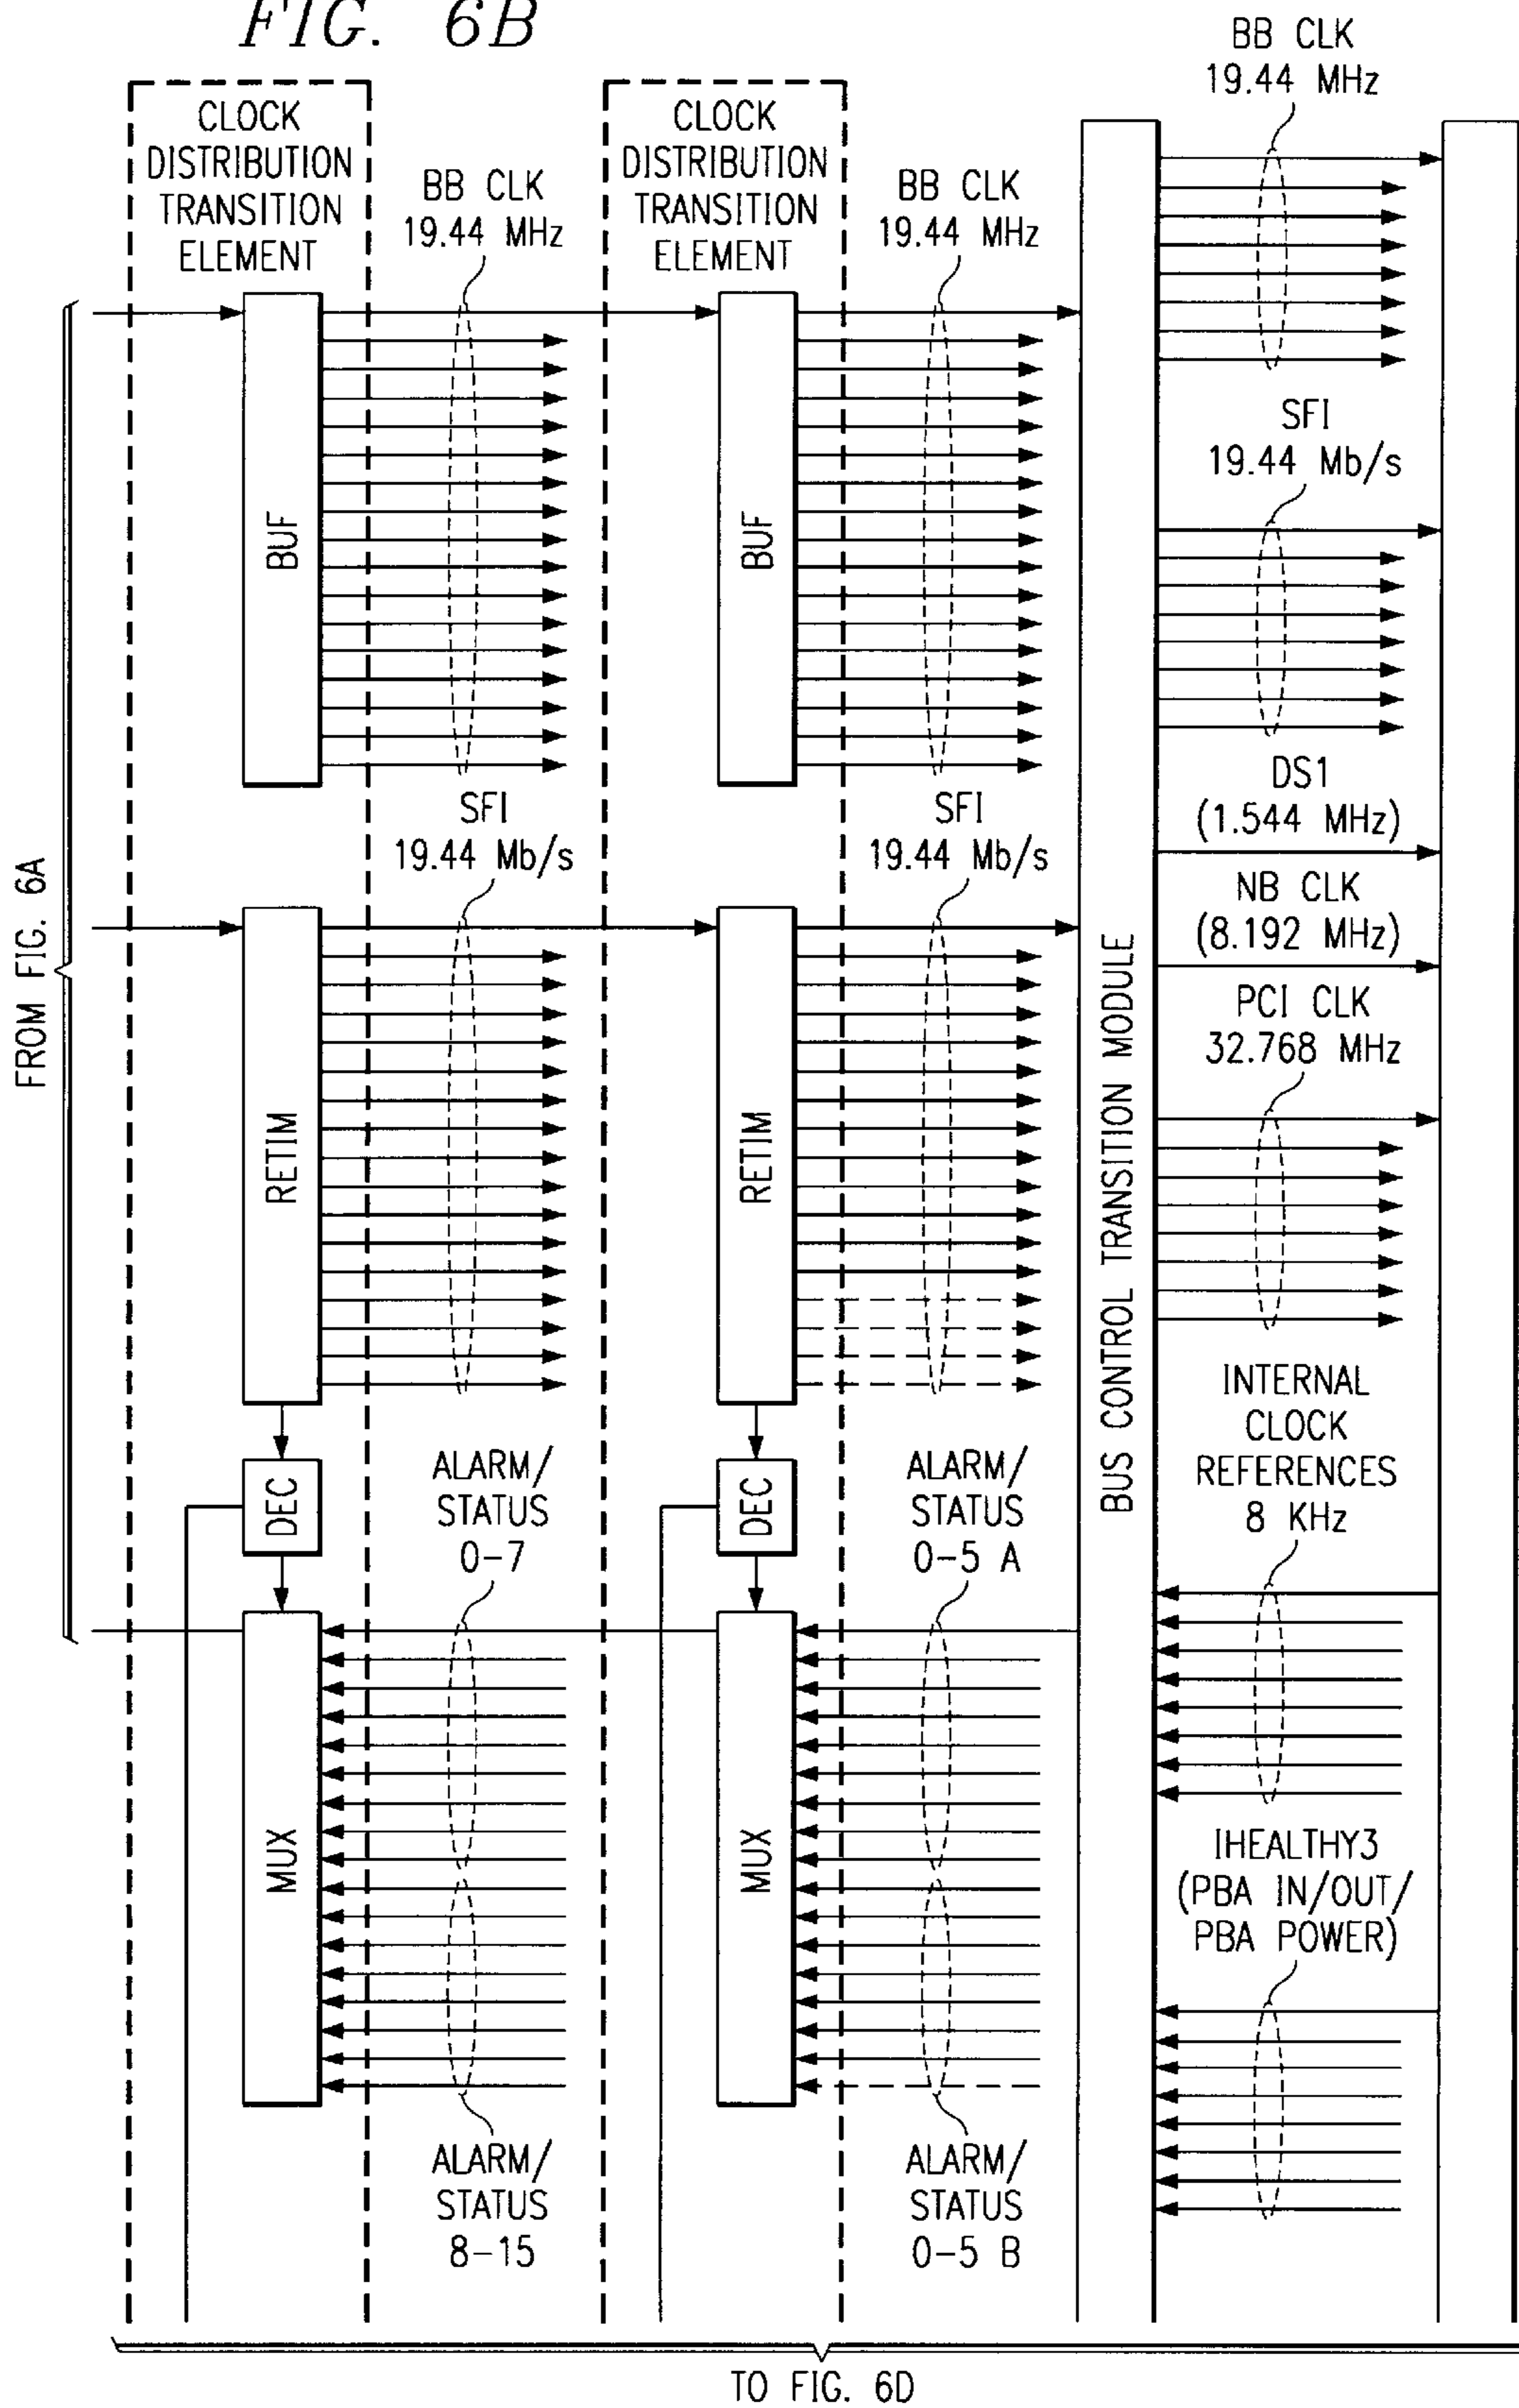 FIG. 6B
CLOCK
DISTRIBUTION
TRANSITION
ELEMENT
BB CLK
19.44 MHz
CLOCK
DISTRIBUTION
TRANSITION
ELEMENT
BB CLK
19.44 MHz
BB CLK
19.44 MHz
BUF
BUF
SFI
19.44 Mb/s
SFI
19.44 Mb/s
SFI
19.44 Mb/s
DS1
(1.544 MHz)
NB CLK
(8.192 MHz)
PCI CLK
32.768 MHz
FROM FIG. 6A
RETIM
RETIM
BUS CONTROL TRANSITION MODULE
DEC
ALARM/
STATUS
0-7
DEC
ALARM/
STATUS
0-5 A
INTERNAL
CLOCK
REFERENCES
8 KHz
MUX
MUX
IHEALTHY3
(PBA IN/OUT/
PBA POWER)
ALARM/
STATUS
8-15
ALARM/
STATUS
0-5 B
TO FIG. 6D